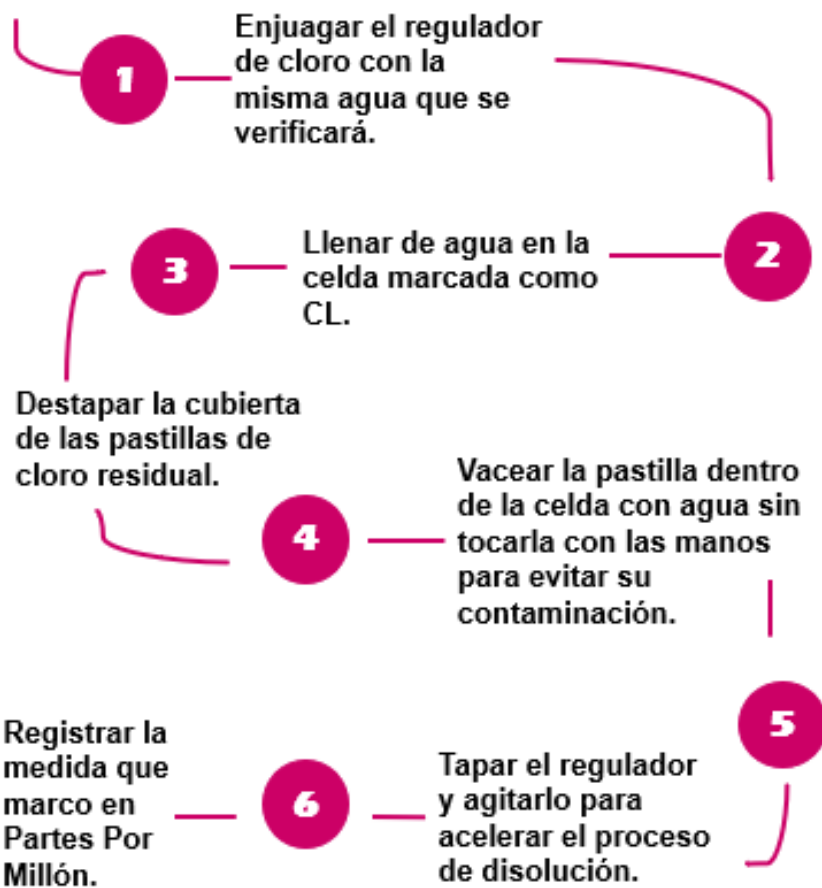 1
Enjuagar el regulador
de cloro con la
misma agua que se
verificará.
2
Llenar de agua en la
celda marcada como
CL.
3
Destapar la cubierta
de las pastillas de
cloro residual.
4
Vacear la pastilla dentro
de la celda con agua sin
tocarla con las manos
para evitar su
contaminación.
5
Tapar el regulador
y agitarlo para
acelerar el proceso
de disolución.
6
Registrar la
medida que
marco en
Partes Por
Millón.